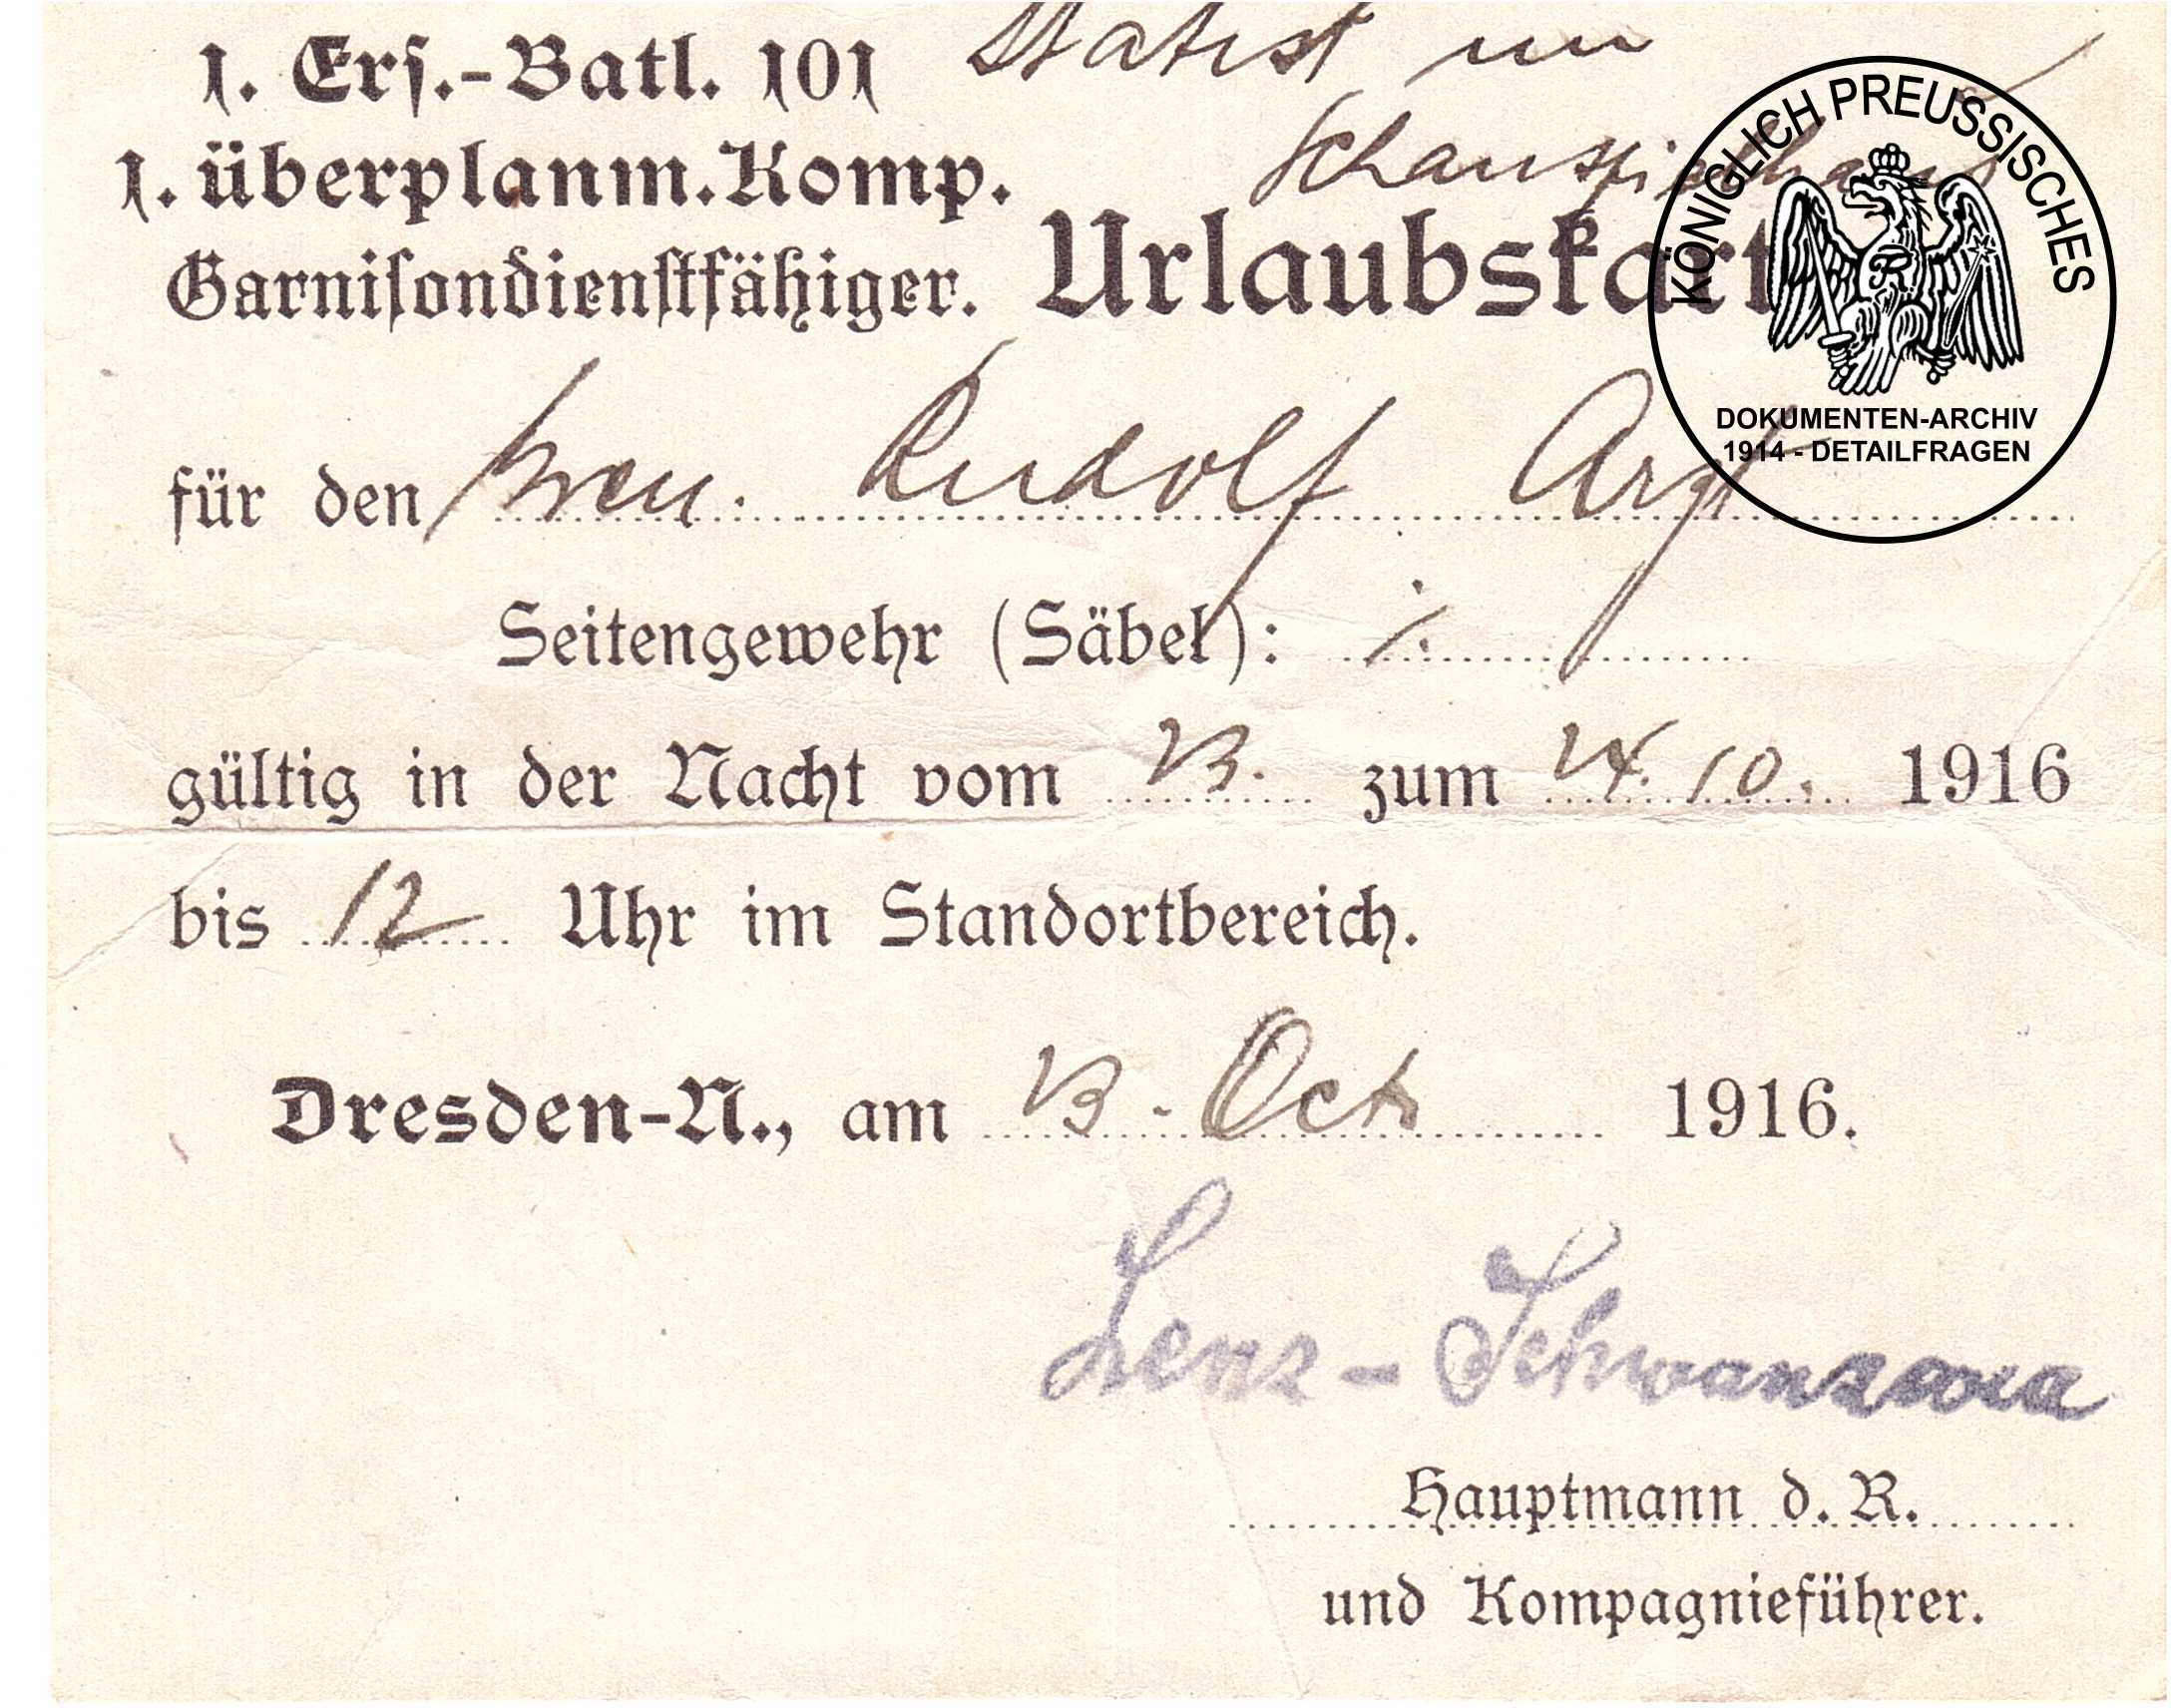 1. Erſ.-Batl. 101 Statist im
1. überplanm. Komp. Schauspielhaus
Garniſondienſtfähiger. Urlaubskart
für den Gren. Rudolf
Seitengewehr (Säbel): ./.
gültig in der Nacht vom 13. zum 14. 10. 1916
bis 12 Uhr im Standortbereich.
Dresden-N., am 13. Oct 1916.
Lenz-
Hauptmann d. R.
und Kompagnieführer.
KÖNIGLICH PREUSSISCHES
DOKUMENTEN-ARCHIV
1914 - DETAILFRAGEN